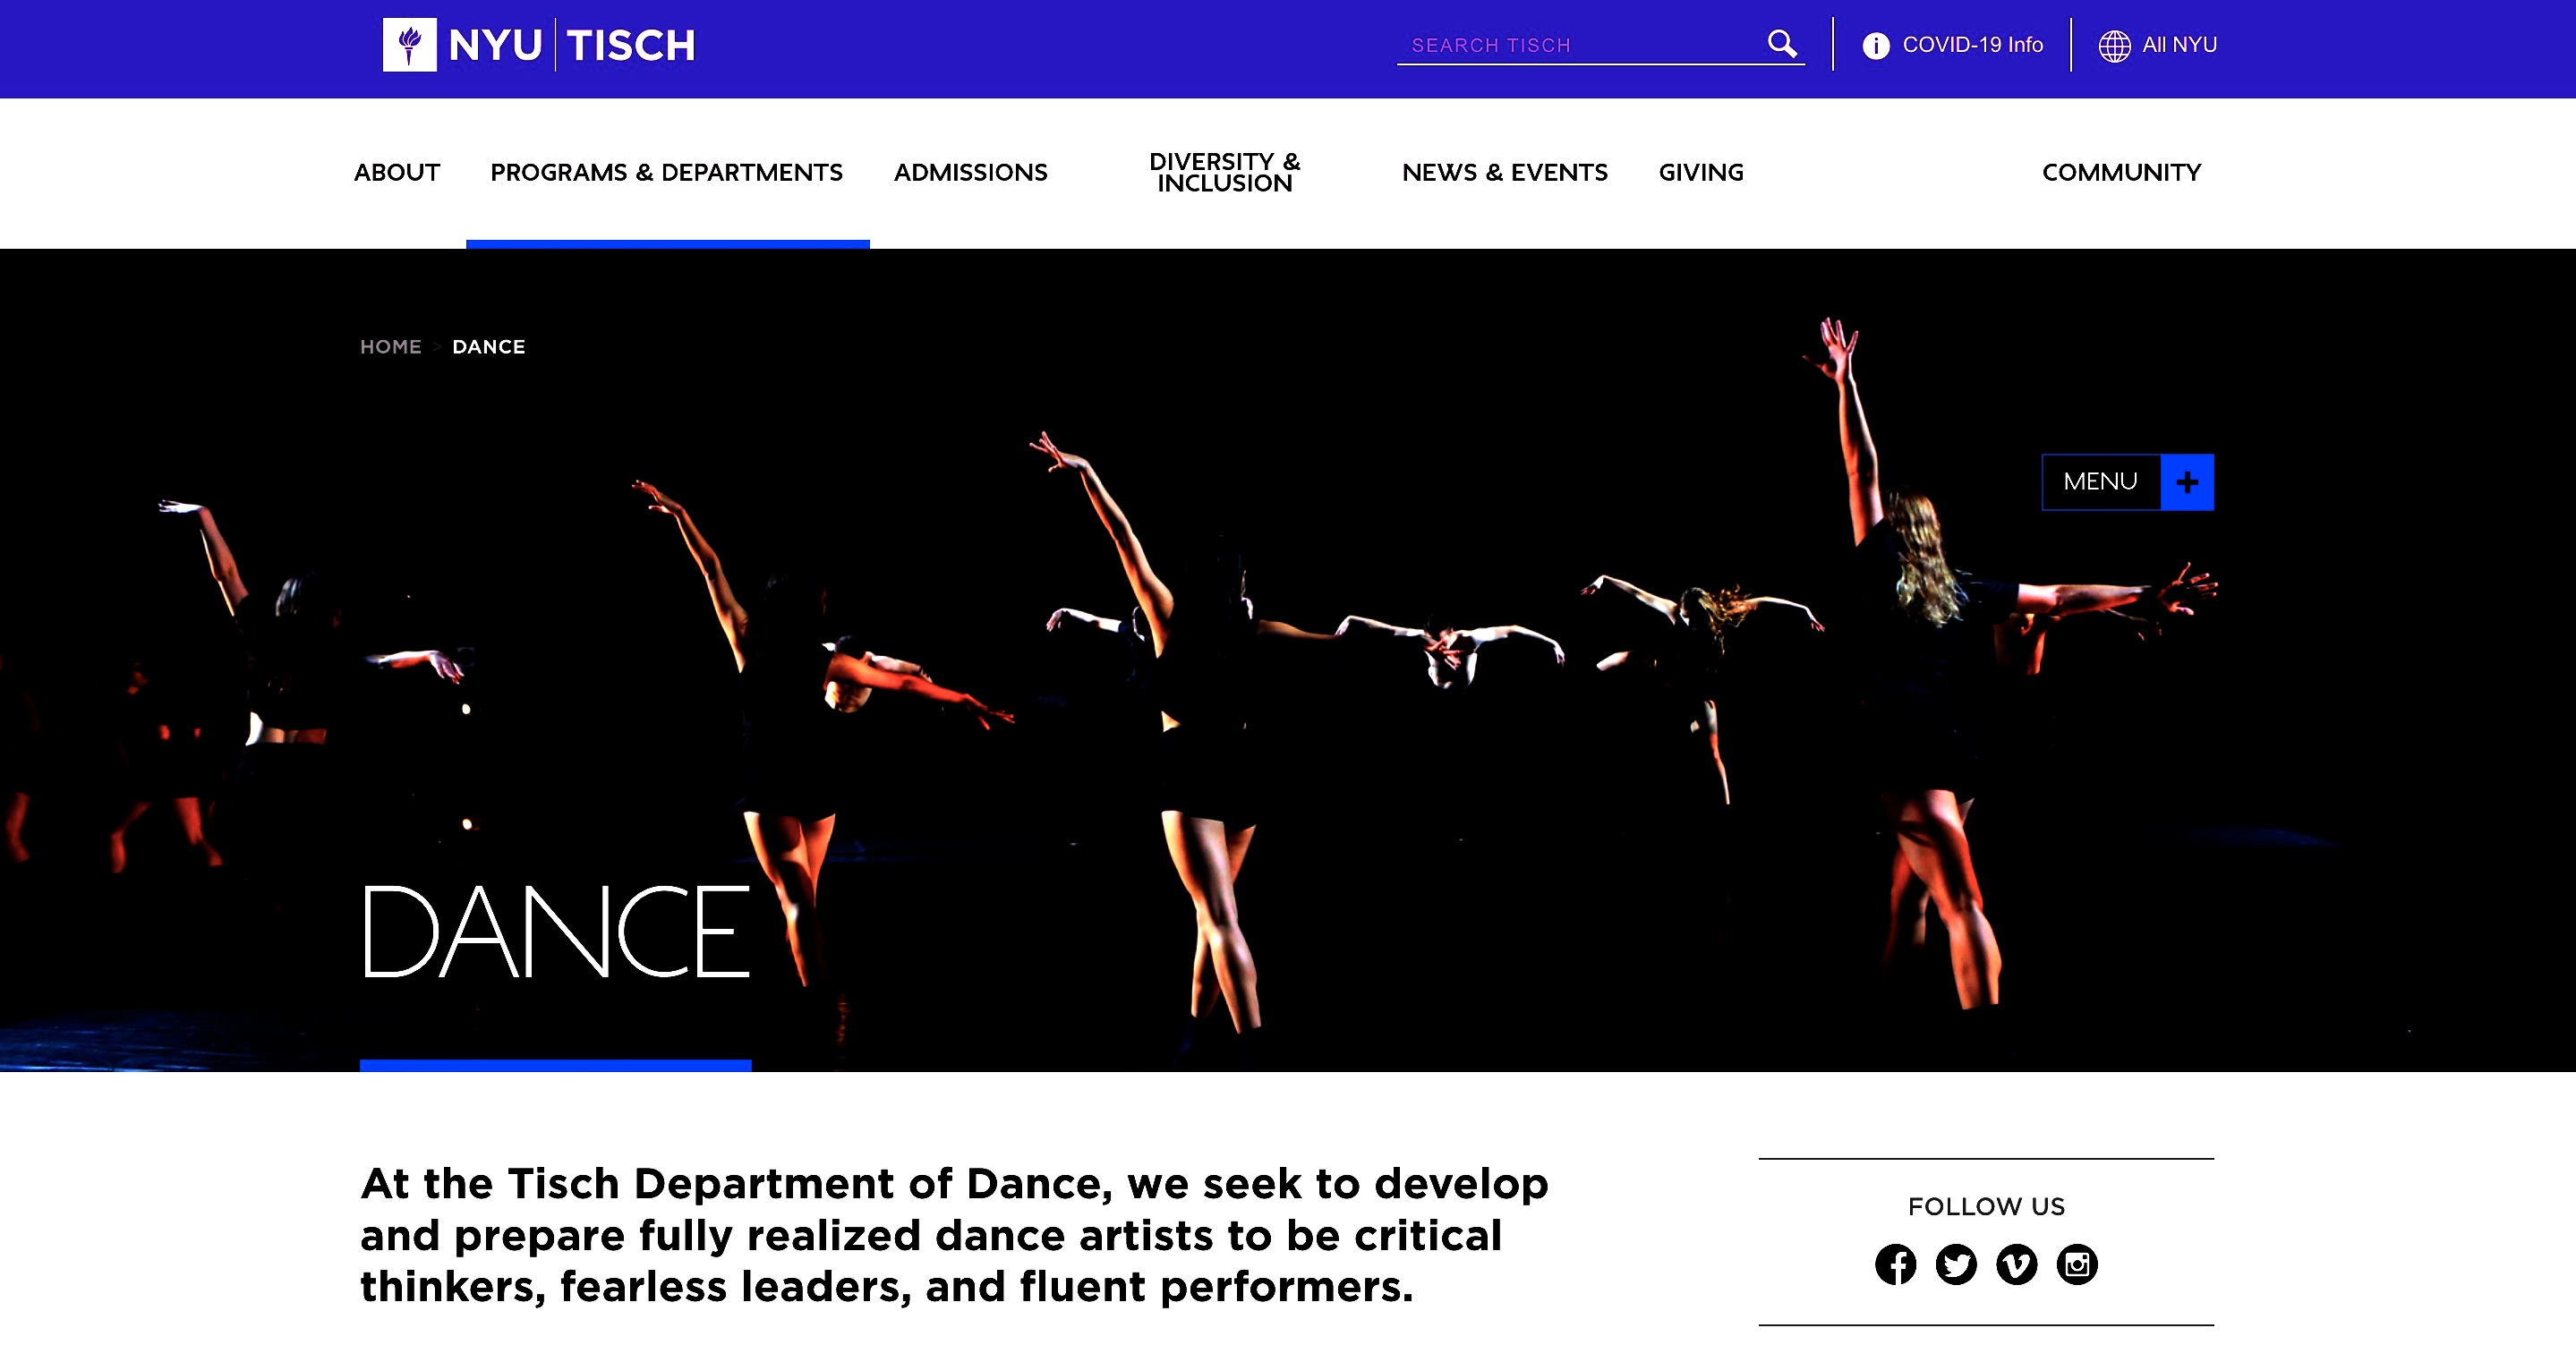 NYU TISCH
SEARCH TISCH
COVID-19 Info
All NYU
ABOUT
PROGRAMS & DEPARTMENTS
ADMISSIONS
DIVERSITY &
INCLUSION
NEWS & EVENTS
GIVING
COMMUNITY
HOME > DANCE
MENU +
DANCE
At the Tisch Department of Dance, we seek to develop
and prepare fully realized dance artists to be critical
thinkers, fearless leaders, and fluent performers.
FOLLOW US